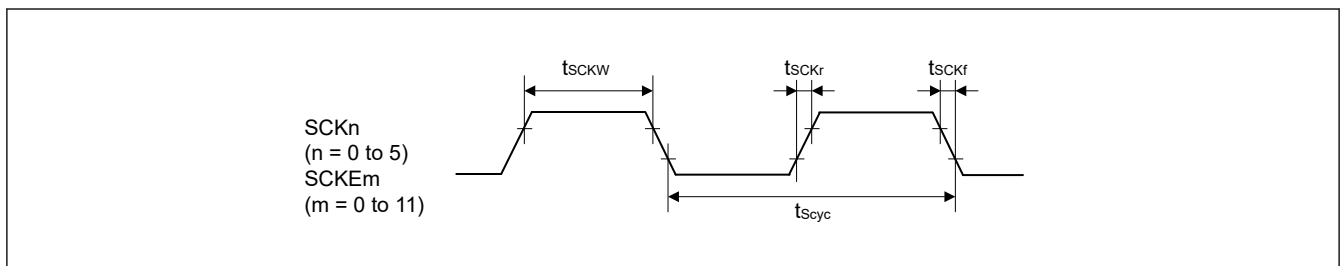 tSCKW
tSCKr
tSCKf
SCKn
(n = 0 to 5)
SCKEm
(m = 0 to 11)
tScyc